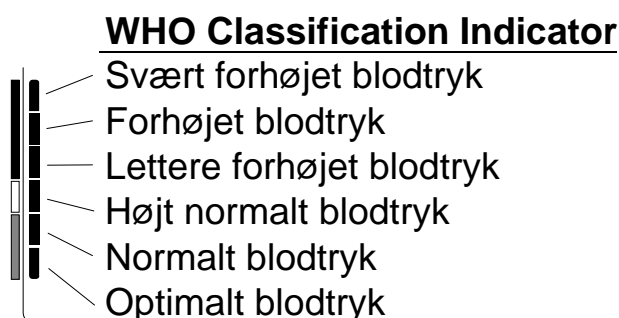 WHO Classification Indicator
Svært forhøjet blodtryk
Forhøjet blodtryk
Lettere forhøjet blodtryk
Højt normalt blodtryk
Normalt blodtryk
Optimalt blodtryk